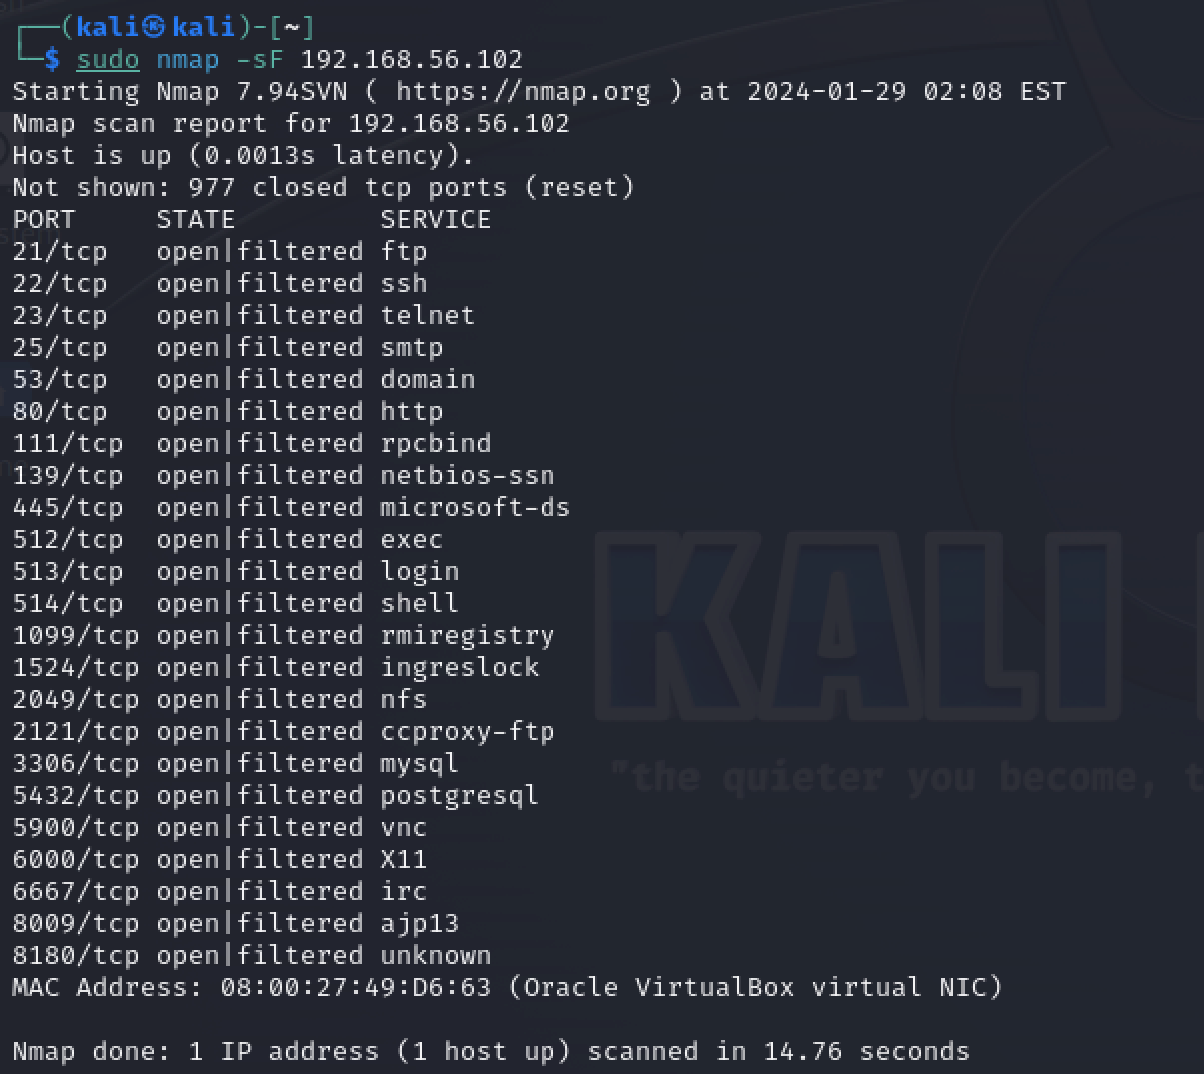 (kali㉿kali)-[~]
$ sudo nmap -sF 192.168.56.102
Starting Nmap 7.94SVN ( https://nmap.org ) at 2024-01-29 02:08 EST
Nmap scan report for 192.168.56.102
Host is up (0.0013s latency).
Not shown: 977 closed tcp ports (reset)
PORT     STATE         SERVICE
21/tcp   open|filtered ftp
22/tcp   open|filtered ssh
23/tcp   open|filtered telnet
25/tcp   open|filtered smtp
53/tcp   open|filtered domain
80/tcp   open|filtered http
111/tcp  open|filtered rpcbind
139/tcp  open|filtered netbios-ssn
445/tcp  open|filtered microsoft-ds
512/tcp  open|filtered exec
513/tcp  open|filtered login
514/tcp  open|filtered shell
1099/tcp open|filtered rmiregistry
1524/tcp open|filtered ingreslock
2049/tcp open|filtered nfs
2121/tcp open|filtered ccproxy-ftp
3306/tcp open|filtered mysql
5432/tcp open|filtered postgresql
5900/tcp open|filtered vnc
6000/tcp open|filtered X11
6667/tcp open|filtered irc
8009/tcp open|filtered ajp13
8180/tcp open|filtered unknown
MAC Address: 08:00:27:49:D6:63 (Oracle VirtualBox virtual NIC)
Nmap done: 1 IP address (1 host up) scanned in 14.76 seconds
KALI
"the quieter you become,